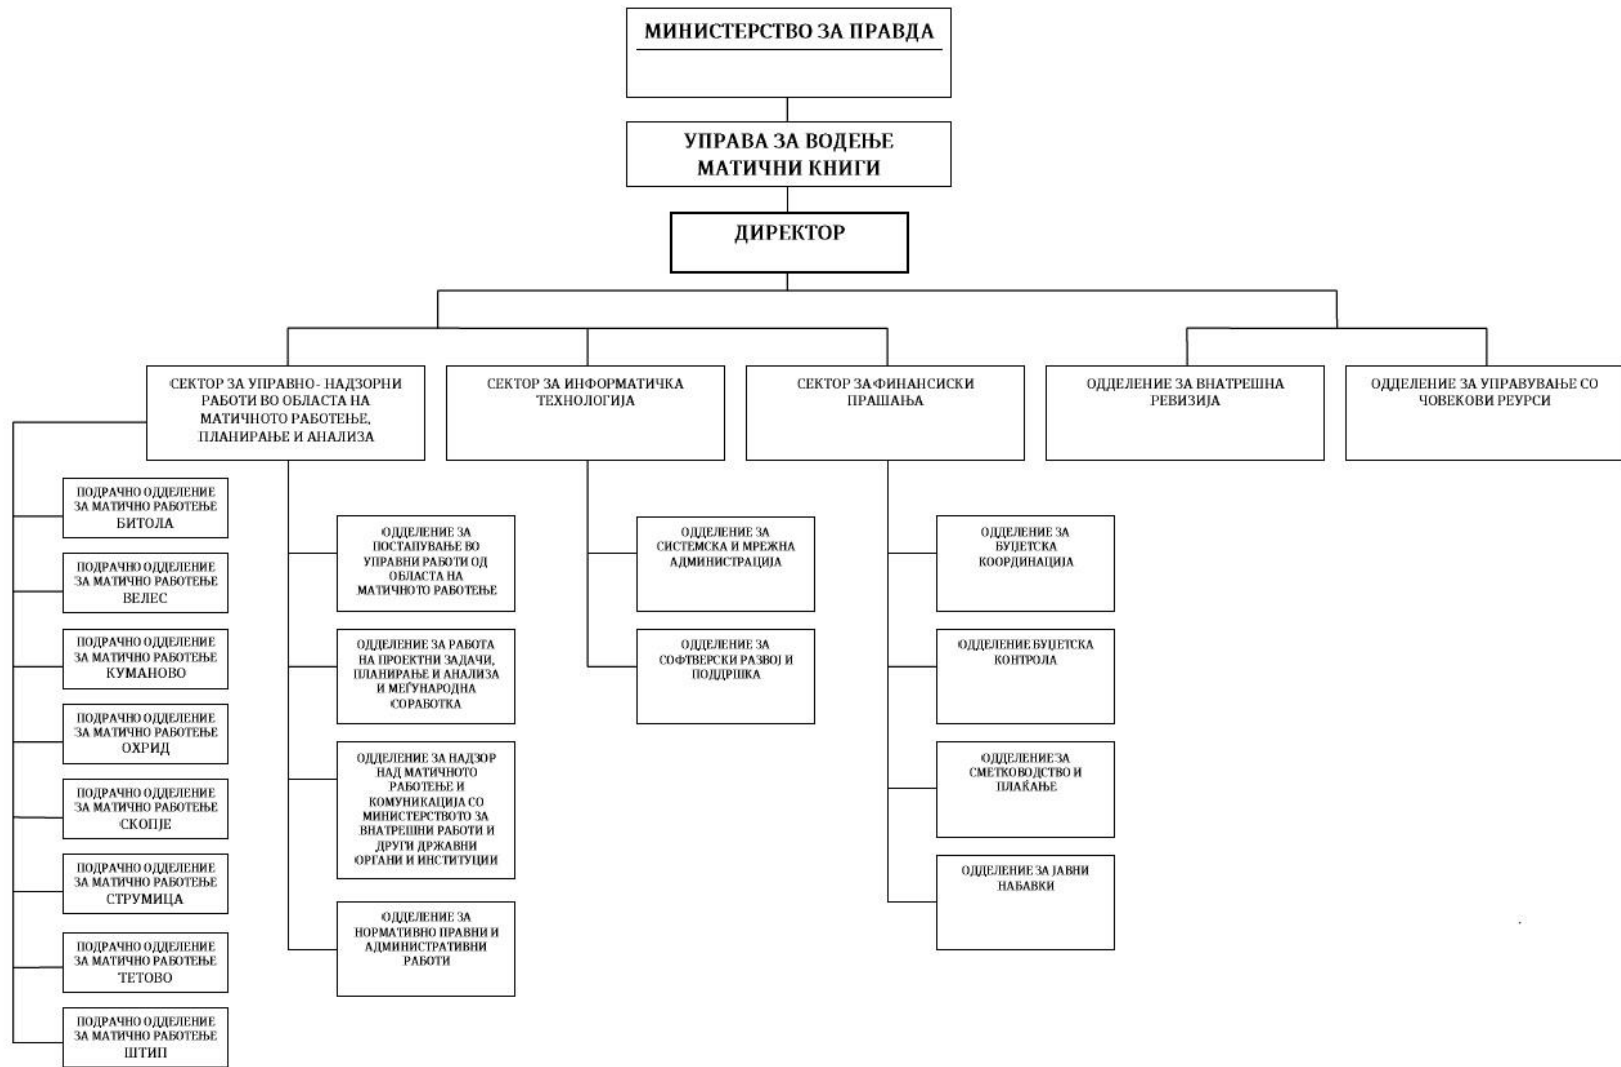 МИНИСТЕРСТВО ЗА ПРАВДА
УПРАВА ЗА ВОДЕЊЕ
МАТИЧНИ КНИГИ
ДИРЕКТОР
СЕКТОР ЗА УПРАВНО- НАДЗОРНИ
РАБОТИ ВО ОБЛАСТА НА
МАТИЧНОТО РАБОТЕЊЕ,
ПЛАНИРАЊЕ И АНАЛИЗА
СЕКТОР ЗА ИНФОРМАТИЧКА
ТЕХНОЛОГИЈА
СЕКТОР ЗА ФИНАНСИСКИ
ПРАШАЊА
ОДДЕЛЕНИЕ ЗА ВНАТРЕШНА
РЕВИЗИЈА
ОДДЕЛЕНИЕ ЗА УПРАВУВАЊЕ СО
ЧОВЕКОВИ РЕУРСИ
ПОДРАЧНО ОДДЕЛЕНИЕ
ЗА МАТИЧНО РАБОТЕЊЕ
БИТОЛА
ПОДРАЧНО ОДДЕЛЕНИЕ
ЗА МАТИЧНО РАБОТЕЊЕ
ВЕЛЕС
ПОДРАЧНО ОДДЕЛЕНИЕ
ЗА МАТИЧНО РАБОТЕЊЕ
КУМАНОВО
ПОДРАЧНО ОДДЕЛЕНИЕ
ЗА МАТИЧНО РАБОТЕЊЕ
ОХРИД
ПОДРАЧНО ОДДЕЛЕНИЕ
ЗА МАТИЧНО РАБОТЕЊЕ
СКОПЈЕ
ПОДРАЧНО ОДДЕЛЕНИЕ
ЗА МАТИЧНО РАБОТЕЊЕ
СТРУМИЦА
ПОДРАЧНО ОДДЕЛЕНИЕ
ЗА МАТИЧНО РАБОТЕЊЕ
ТЕТОВО
ПОДРАЧНО ОДДЕЛЕНИЕ
ЗА МАТИЧНО РАБОТЕЊЕ
ШТИП
ОДДЕЛЕНИЕ ЗА
ПОСТАПУВАЊЕ ВО
УПРАВНИ РАБОТИ ОД
ОБЛАСТА НА
МАТИЧНОТО РАБОТЕЊЕ
ОДДЕЛЕНИЕ ЗА РАБОТА
НА ПРОЕКТНИ ЗАДАЧИ,
ПЛАНИРАЊЕ И АНАЛИЗА
И МЕЃУНАРОДНА
СОРАБОТКА
ОДДЕЛЕНИЕ ЗА НАДЗОР
НАД МАТИЧНОТО
РАБОТЕЊЕ И
КОМУНИКАЦИЈА СО
МИНИСТЕРСТВОТО ЗА
ВНАТРЕШНИ РАБОТИ И
ДРУГИ ДРЖАВНИ
ОРГАНИ И ИНСТИТУЦИИ
ОДДЕЛЕНИЕ ЗА
НОРМАТИВНО ПРАВНИ И
АДМИНИСТРАТИВНИ
РАБОТИ
ОДДЕЛЕНИЕ ЗА
СИСТЕМСКА И МРЕЖНА
АДМИНИСТРАЦИЈА
ОДДЕЛЕНИЕ ЗА
СОФТВЕРСКИ РАЗВОЈ И
ПОДДРШКА
ОДДЕЛЕНИЕ ЗА
БУЏЕТСКА
КООРДИНАЦИЈА
ОДДЕЛЕНИЕ БУЏЕТСКА
КОНТРОЛА
ОДДЕЛЕНИЕ ЗА
СМЕТКОВОДСТВО И
ПЛАЌАЊЕ
ОДДЕЛЕНИЕ ЗА ЈАВНИ
НАБАВКИ